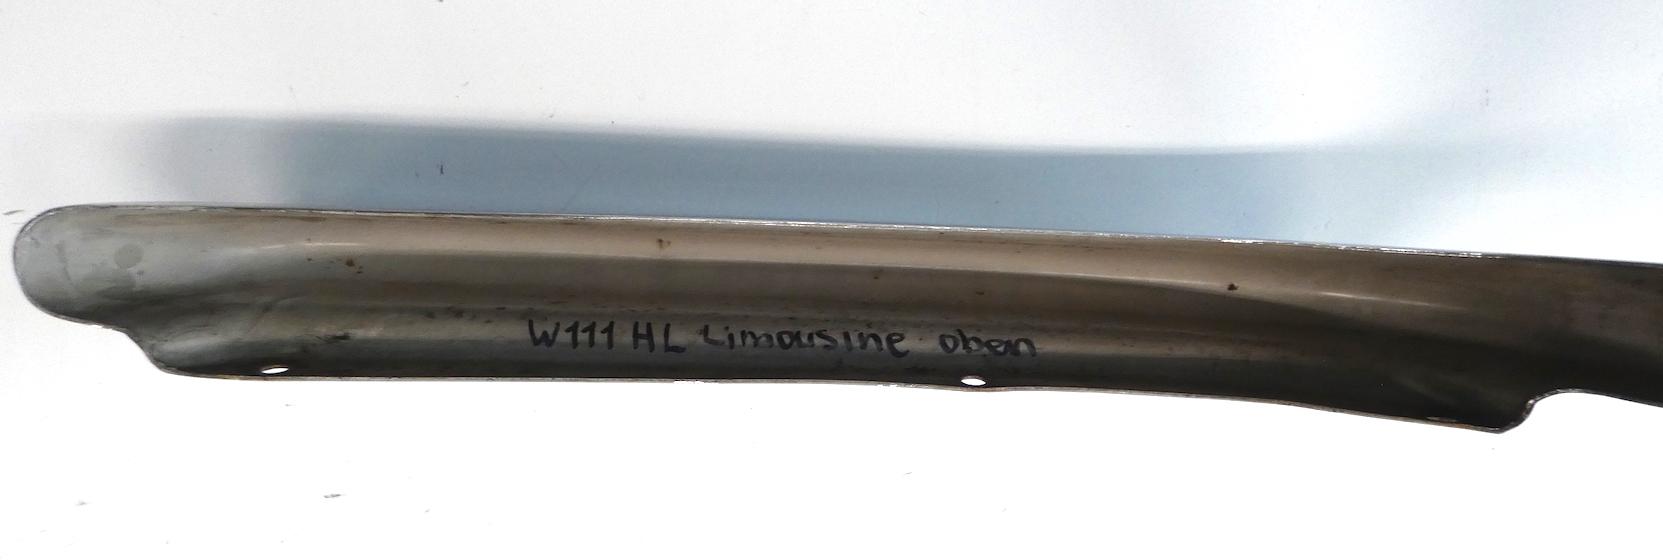 W111 HL Limousine oben